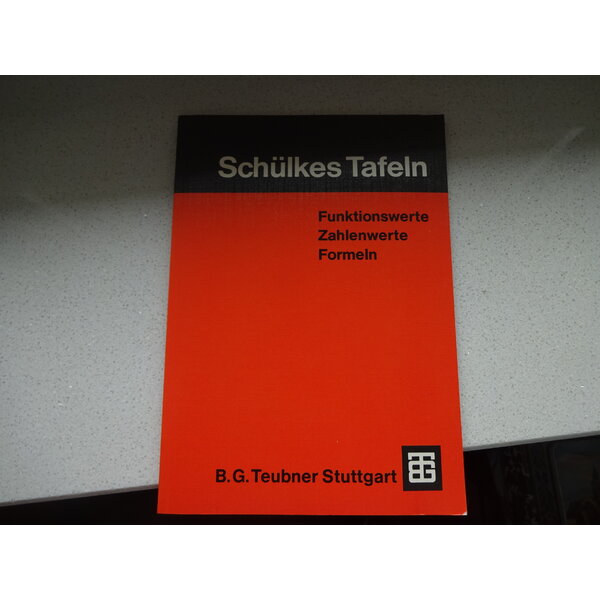 Schülkes Tafeln
Funktionswerte
Zahlenwerte
Formeln
B.G. Teubner Stuttgart